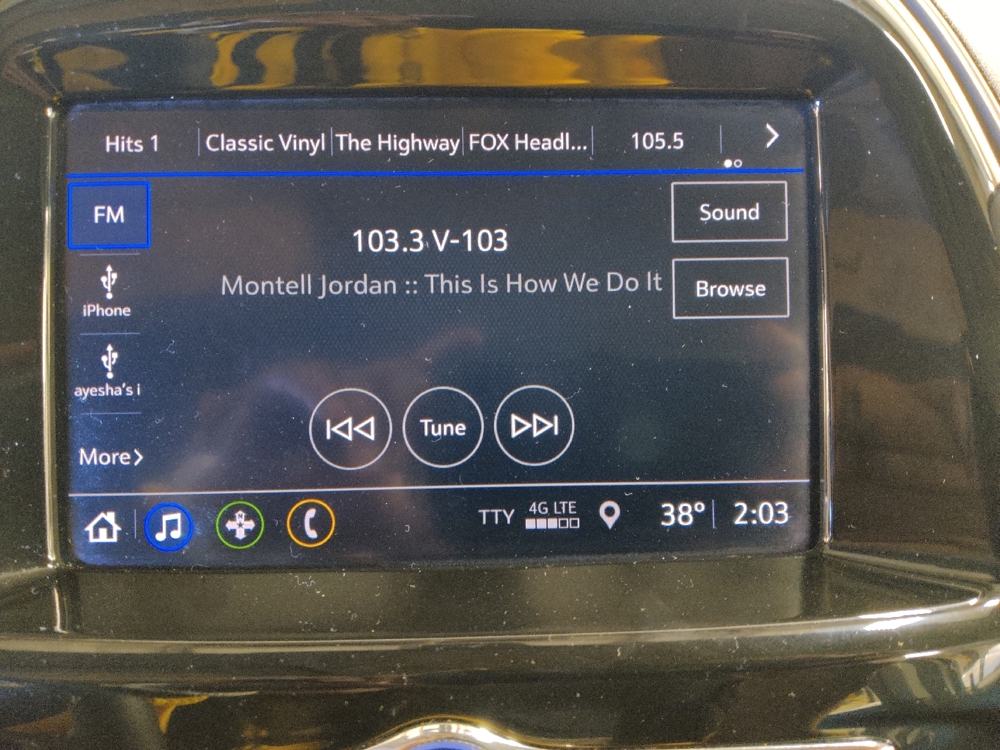 Hits 1 Classic Vinyl The Highway FOX Headl... 105.5
FM
Sound
103.3 V-103
Montell Jordan :: This Is How We Do It
Browse
iPhone
ayesha's i
Tune
More
N
TTY 4G LTE 38° 2:03